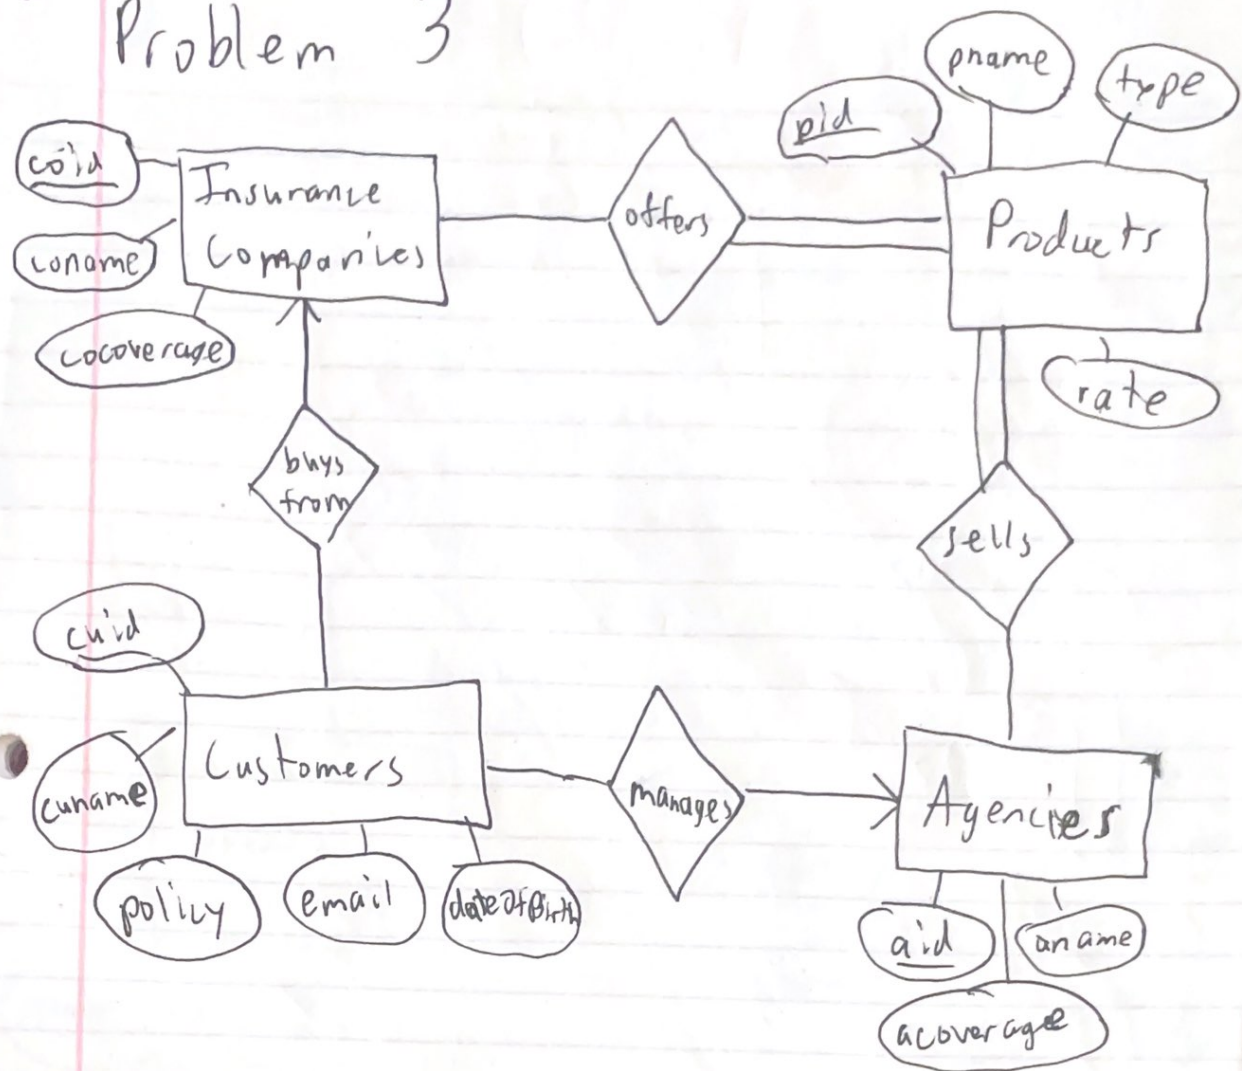 Problem 3
pname
type
pid
coid
Insurance
Companies
offers
Products
coname
cocoverage
rate
buys
from
sells
cuid
Customers
cuname
manages
Agencies
policy
email
dateOfBirth
aid
aname
acoverage